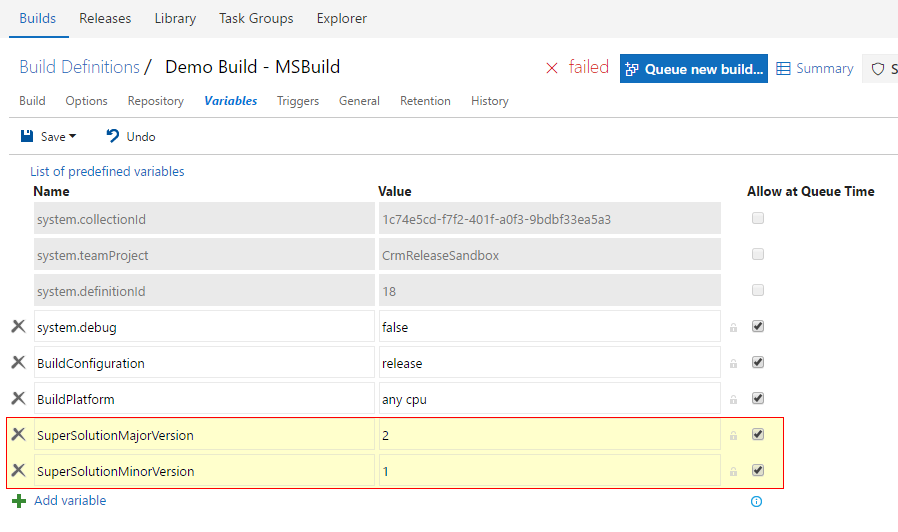 Builds Releases Library Task Groups Explorer
Build Definitions / Demo Build - MSBuild failed Queue new build... Summary S
Build Options Repository Variables Triggers General Retention History
Save Undo
List of predefined variables
Name Value Allow at Queue Time
system.collectionId 1c74e5cd-f7f2-401f-a0f3-9bdbf33ea5a3
system.teamProject CrmReleaseSandbox
system.definitionId 18
system.debug false
BuildConfiguration release
BuildPlatform any cpu
SuperSolutionMajorVersion 2
SuperSolutionMinorVersion 1
Add variable